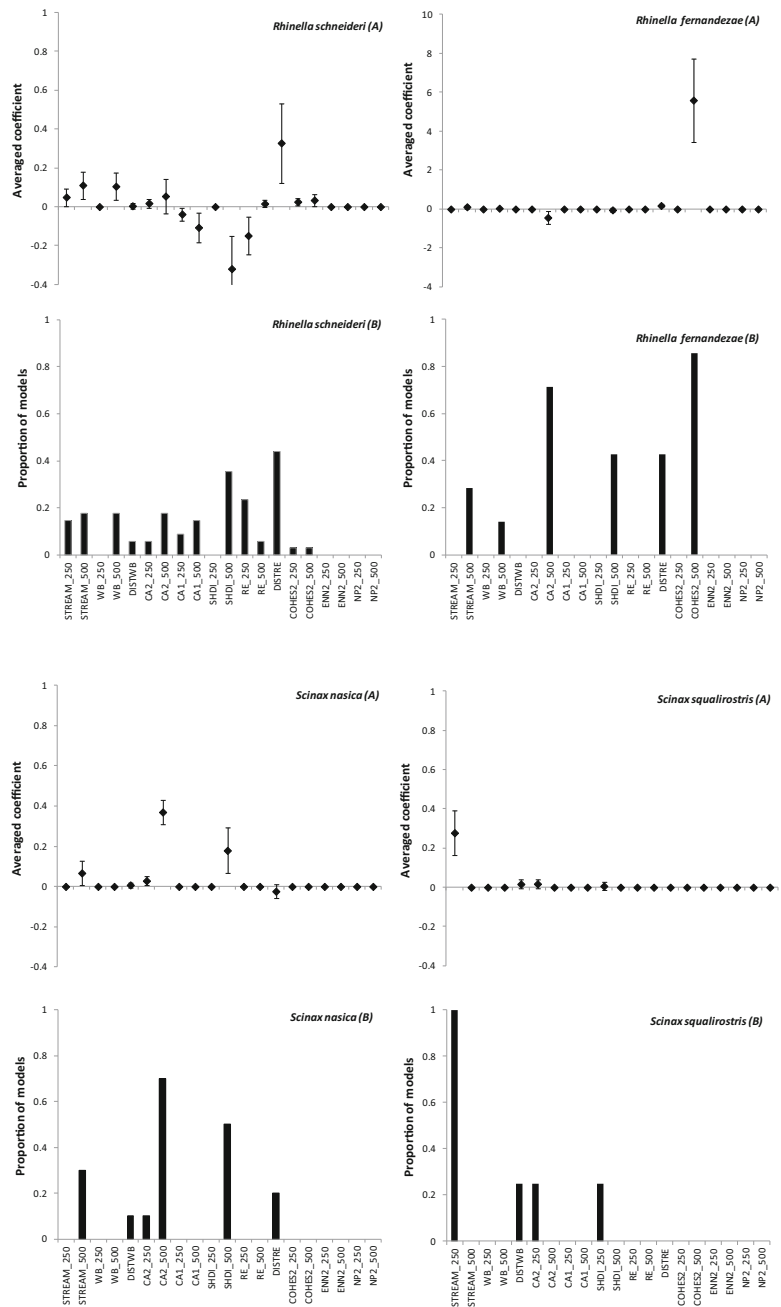 Rhinella schneideri (A)
Averaged coefficient
1
0.8
0.6
0.4
0.2
0
-0.2
-0.4
Rhinella fernandezae (A)
Averaged coefficient
10
8
6
4
2
0
-2
-4
Rhinella schneideri (B)
Proportion of models
1
0.8
0.6
0.4
0.2
0
STREAM_250
STREAM_500
WB_250
WB_500
DISTWB
CA2_250
CA2_500
CA1_250
CA1_500
SHDI_250
SHDI_500
RE_250
RE_500
DISTRE
COHES2_250
COHES2_500
ENN2_250
ENN2_500
NP2_250
NP2_500
Rhinella fernandezae (B)
Proportion of models
1
0.8
0.6
0.4
0.2
0
STREAM_250
STREAM_500
WB_250
WB_500
DISTWB
CA2_250
CA2_500
CA1_250
CA1_500
SHDI_250
SHDI_500
RE_250
RE_500
DISTRE
COHES2_250
COHES2_500
ENN2_250
ENN2_500
NP2_250
NP2_500
Scinax nasica (A)
Averaged coefficient
1
0.8
0.6
0.4
0.2
0
-0.2
-0.4
Scinax squalirostris (A)
Averaged coefficient
1
0.8
0.6
0.4
0.2
0
-0.2
-0.4
Scinax nasica (B)
Proportion of models
1
0.8
0.6
0.4
0.2
0
STREAM_250
STREAM_500
WB_250
WB_500
DISTWB
CA2_250
CA2_500
CA1_250
CA1_500
SHDI_250
SHDI_500
RE_250
RE_500
DISTRE
COHES2_250
COHES2_500
ENN2_250
ENN2_500
NP2_250
NP2_500
Scinax squalirostris (B)
Proportion of models
1
0.8
0.6
0.4
0.2
0
STREAM_250
STREAM_500
WB_250
WB_500
DISTWB
CA2_250
CA2_500
CA1_250
CA1_500
SHDI_250
SHDI_500
RE_250
RE_500
DISTRE
COHES2_250
COHES2_500
ENN2_250
ENN2_500
NP2_250
NP2_500